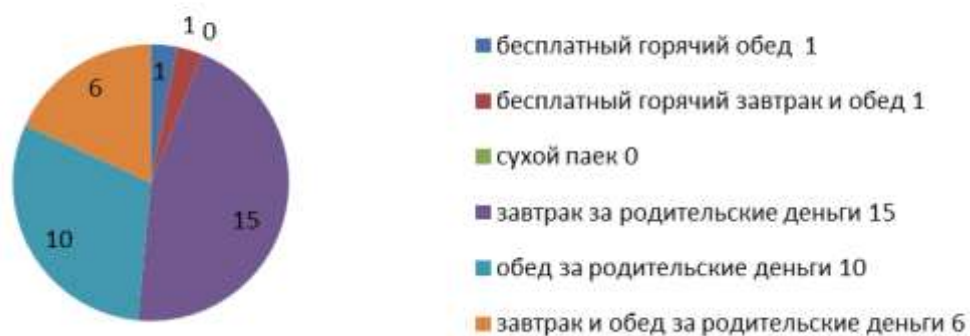 1
0
1
6
15
10
бесплатный горячий обед 1
бесплатный горячий завтрак и обед 1
сухой паек 0
завтрак за родительские деньги 15
обед за родительские деньги 10
завтрак и обед за родительские деньги 6